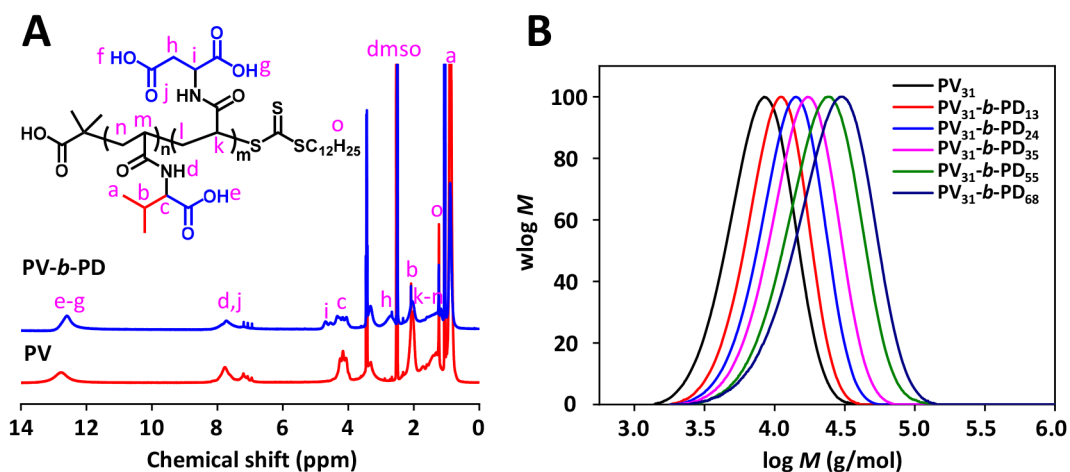 A
B
dmso
a
h
O
f HO
i
OH g
O
j
HN
O
S
o
n
m
l
HO
n
k
m
S
SC12H25
O
O
NH d
a
b
OH e
c
O
PV-b-PD
e-g
d,j
i
c
h
b
k-n
o
PV
14 12 10 8 6 4 2 0
Chemical shift (ppm)
PV31
PV31-b-PD13
PV31-b-PD24
PV31-b-PD35
PV31-b-PD55
PV31-b-PD68
100
80
60
40
20
0
wlog M
3.0 3.5 4.0 4.5 5.0 5.5 6.0
log M (g/mol)